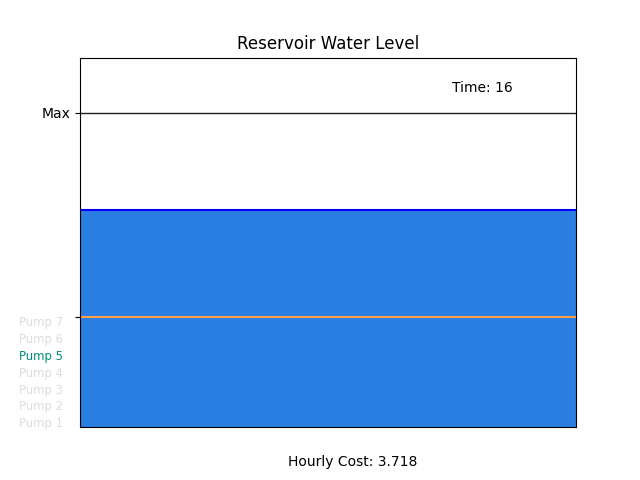 Reservoir Water Level
Time: 16
Max
Pump 7
Pump 6
Pump 5
Pump 4
Pump 3
Pump 2
Pump 1
Hourly Cost: 3.718